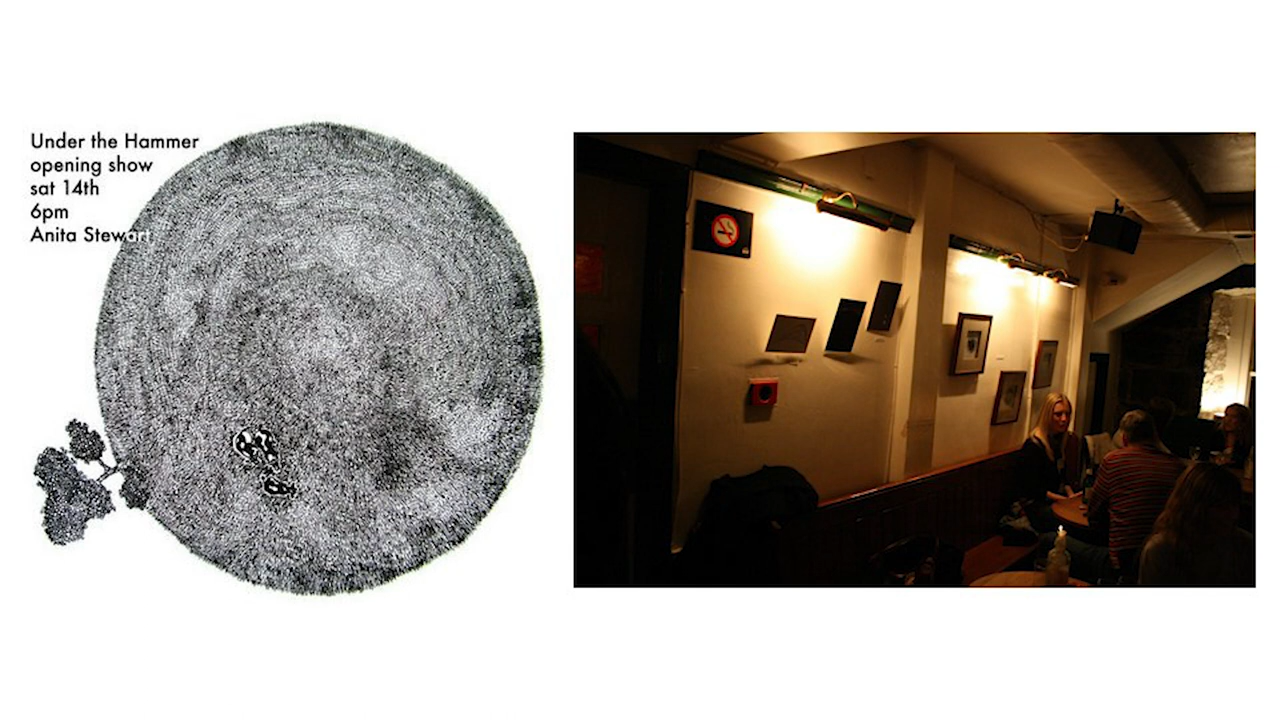 Under the Hammer
opening show
sat 14th
6pm
Anita Stewart